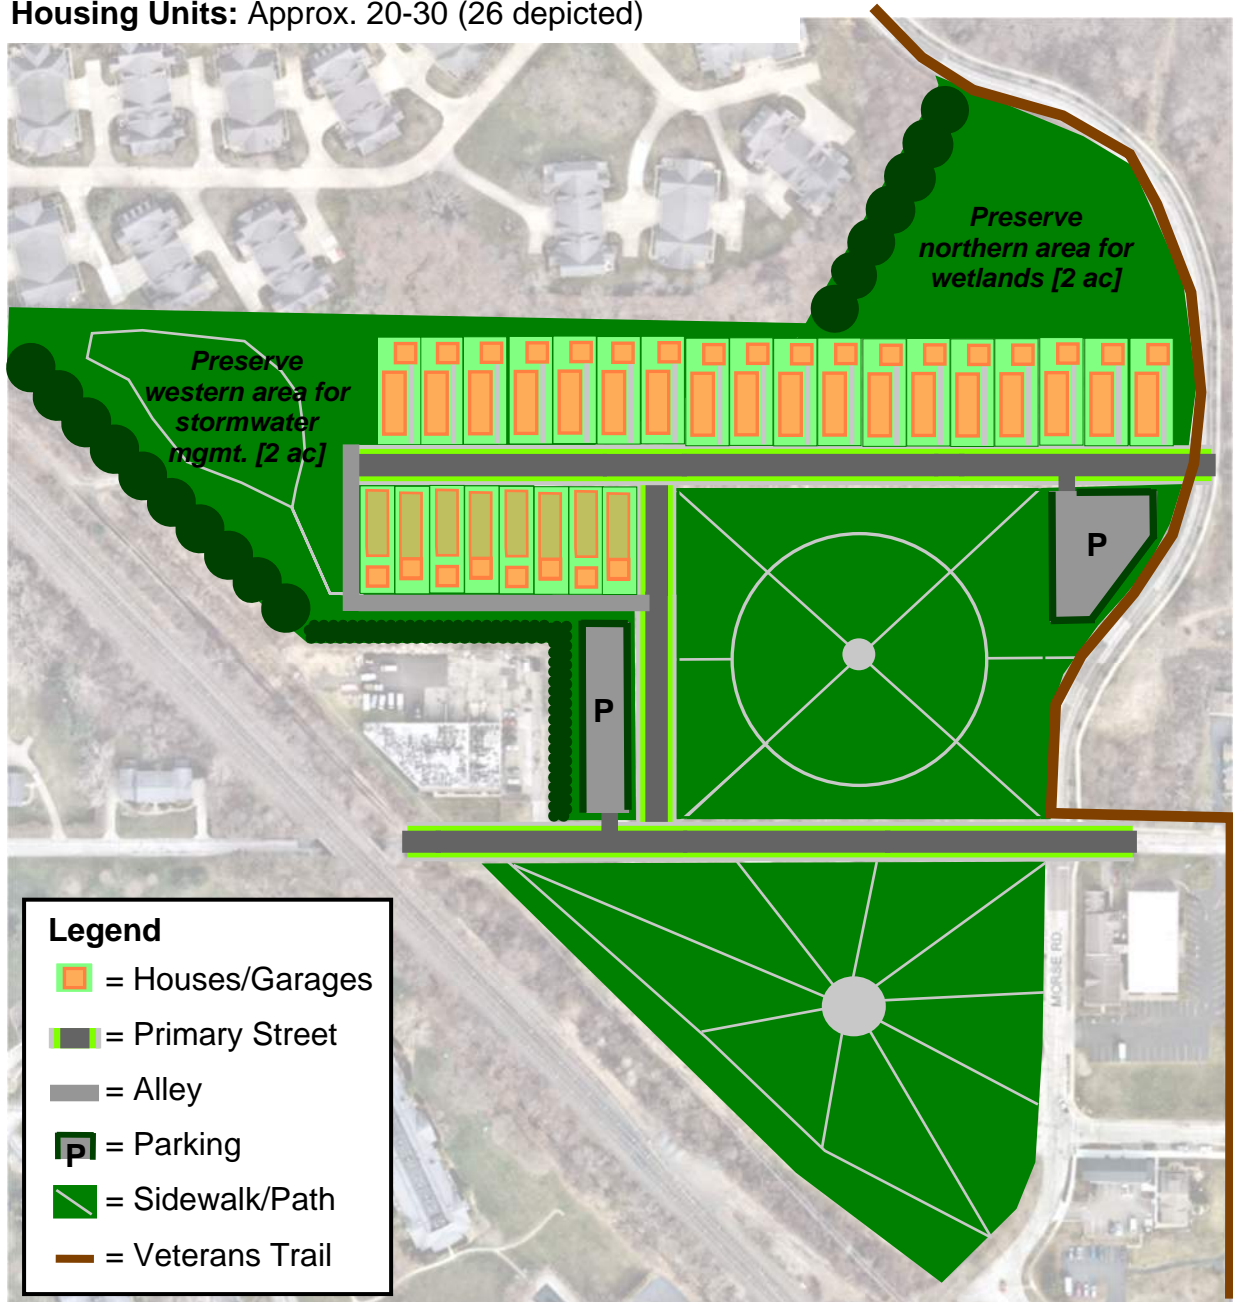 Housing Units: Approx. 20-30 (26 depicted)
Preserve
northern area for
wetlands [2 ac]
Preserve
western area for
stormwater
mgmt. [2 ac]
P
P
MORSE RD.
Legend
= Houses/Garages
= Primary Street
= Alley
P = Parking
= Sidewalk/Path
= Veterans Trail